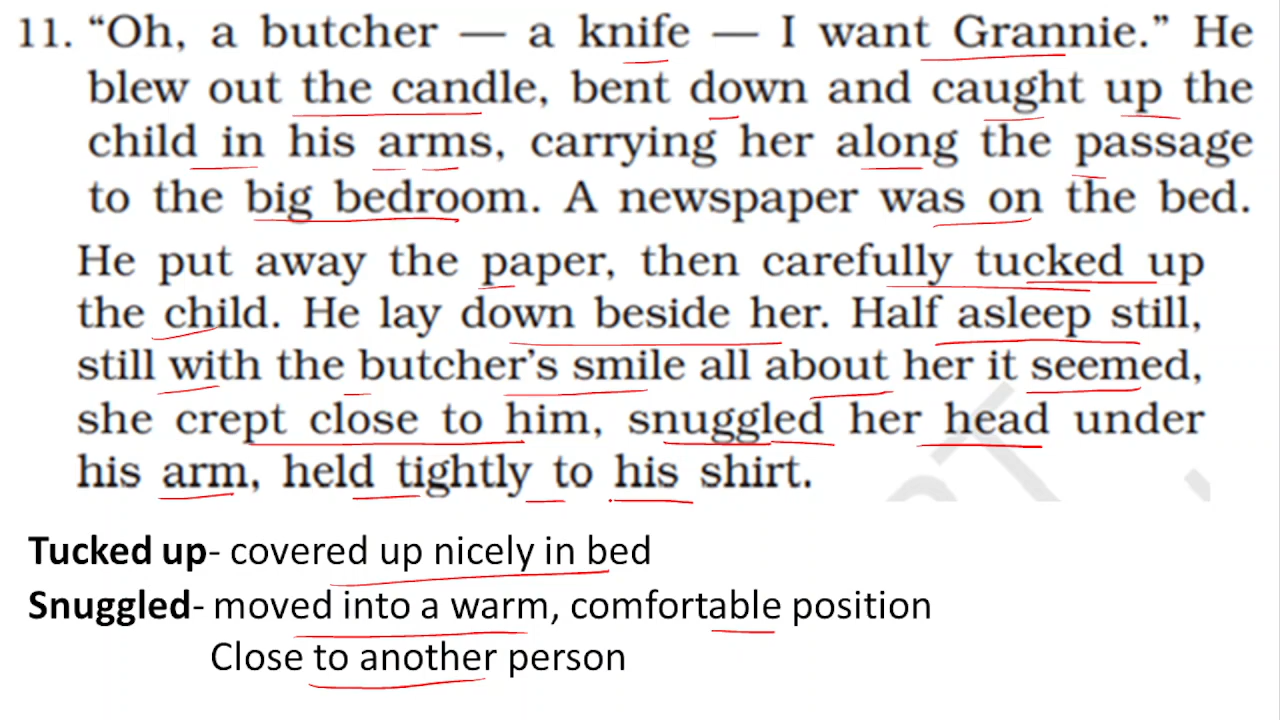 11. “Oh, a butcher — a knife — I want Grannie.” He
blew out the candle, bent down and caught up the
child in his arms, carrying her along the passage
to the big bedroom. A newspaper was on the bed.
He put away the paper, then carefully tucked up
the child. He lay down beside her. Half asleep still,
still with the butcher’s smile all about her it seemed,
she crept close to him, snuggled her head under
his arm, held tightly to his shirt.
Tucked up- covered up nicely in bed
Snuggled- moved into a warm, comfortable position
Close to another person